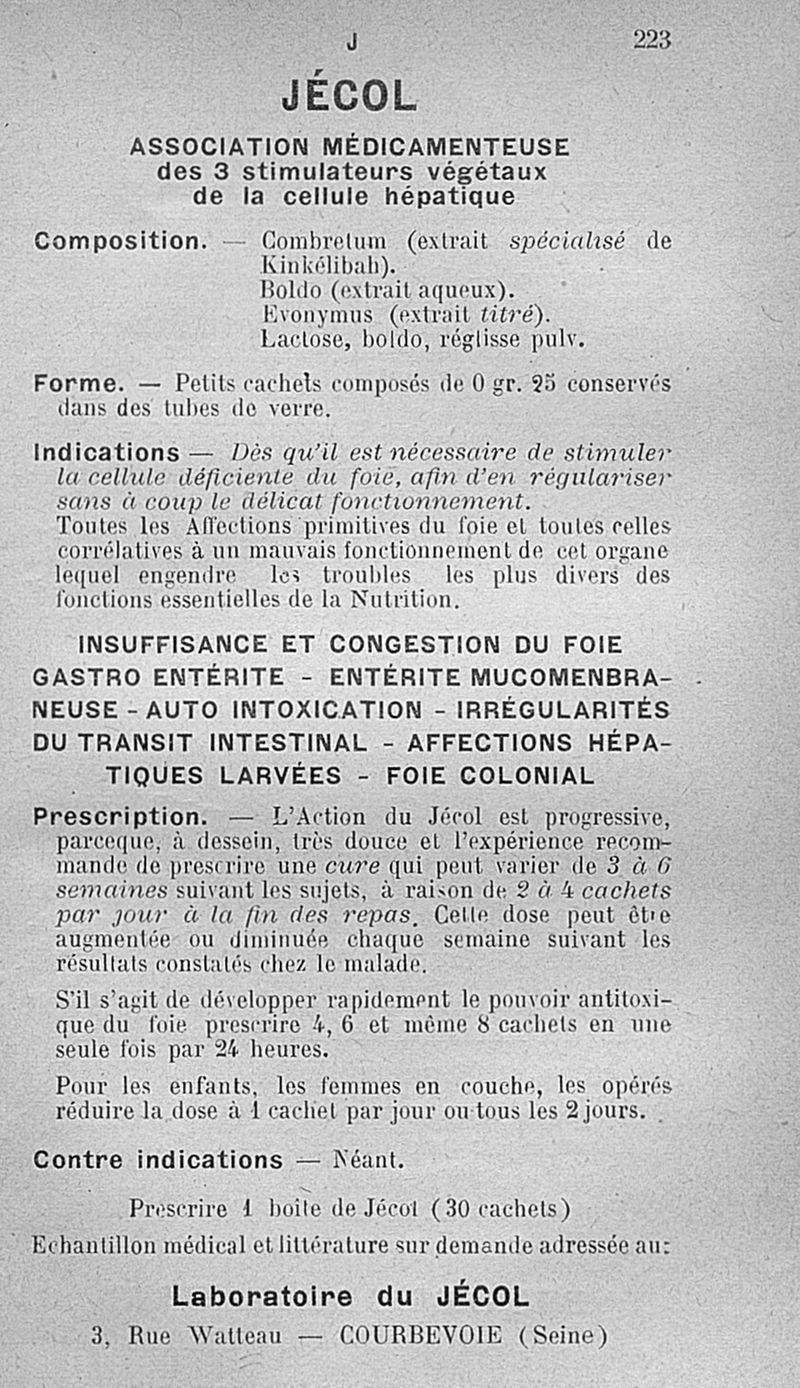 J 223
JÉCOL
ASSOCIATION MÉDICAMENTEUSE
des 3 stimulateurs végétaux
de la cellule hépatique
Composition. — Combretum (extrait spécialisé de
Kinkélibah).
Boldo (extrait aqueux).
Evonymus (extrait titré).
Lactose, boldo, réglisse pulv.
Forme. — Petits cachets composés de 0 gr. 25 conservés
dans des tubes de verre.
Indications — Dès qu'il est nécessaire de stimuler
la cellule déficiente du foie, afin d'en régulariser
sans à coup le délicat fonctionnement.
Toutes les Affections primitives du foie et toutes celles
corrélatives à un mauvais fonctionnement de cet organe
lequel engendre les troubles les plus divers des
fonctions essentielles de la Nutrition.
INSUFFISANCE ET CONGESTION DU FOIE
GASTRO ENTÉRITE - ENTÉRITE MUCOMENBRA-
NEUSE - AUTO INTOXICATION - IRRÉGULARITÉS
DU TRANSIT INTESTINAL - AFFECTIONS HÉPA-
TIQUES LARVÉES - FOIE COLONIAL
Prescription. — L'Action du Jécol est progressive,
parceque, à dessein, très douce et l'expérience recom-
mande de prescrire une cure qui peut varier de 3 à 6
semaines suivant les sujets, à raison de 2 à 4 cachets
par jour à la fin des repas. Cette dose peut être
augmentée ou diminuée chaque semaine suivant les
résultats constatés chez le malade.
S'il s'agit de développer rapidement le pouvoir antitoxi-
que du foie prescrire 4, 6 et même 8 cachets en une
seule fois par 24 heures.
Pour les enfants, les femmes en couche, les opérés
réduire la dose à 1 cachet par jour ou tous les 2 jours.
Contre indications — Néant.
Prescrire 1 boîte de Jécol (30 cachets)
Echantillon médical et littérature sur demande adressée au:
Laboratoire du JÉCOL
3, Rue Watteau — COURBEVOIE (Seine)